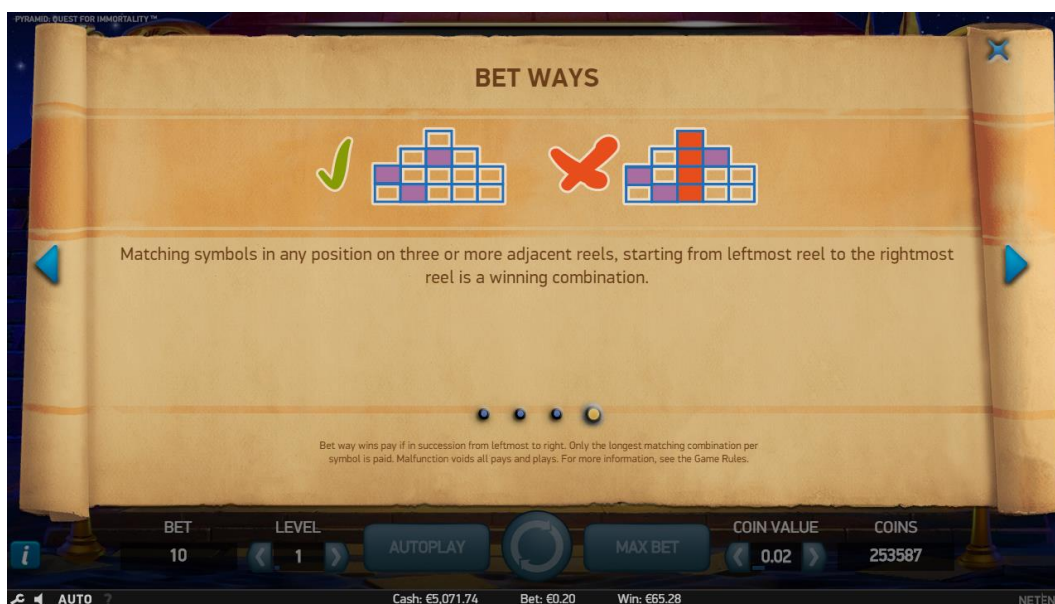 PYRAMID: QUEST FOR IMMORTALITY™
BET WAYS
Matching symbols in any position on three or more adjacent reels, starting from leftmost reel to the rightmost
reel is a winning combination.
Bet way wins pay if in succession from leftmost to right. Only the longest matching combination per
symbol is paid. Malfunction voids all pays and plays. For more information, see the Game Rules.
BET LEVEL COIN VALUE COINS
i 10 1 AUTOPLAY MAX BET 0.02 253587
AUTO ? Cash: €5,071.74 Bet: €0.20 Win: €65.28 NETENT